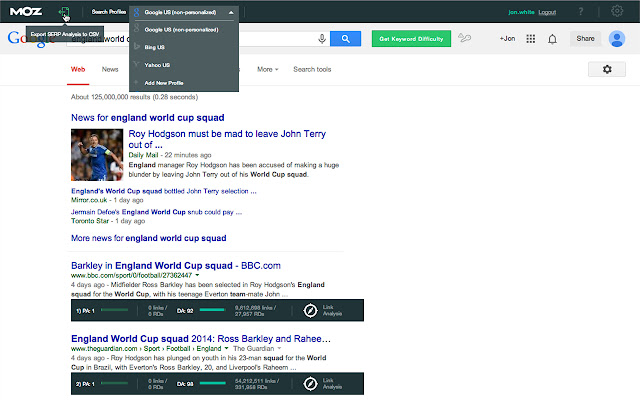 MOZ
Search Profiles
Google US (non-personalized)
jon.white Logout
?
Export SERP Analysis to CSV
Google US (non-personalized)
Bing US
Yahoo US
Add New Profile
england world c
Get Keyword Difficulty
+Jon
Share
Web News More Search tools
About 125,000,000 results (0.28 seconds)
News for england world cup squad
Roy Hodgson must be mad to leave John Terry
out of ...
Daily Mail - 22 minutes ago
England manager Roy Hodgson has been accused of making a huge
blunder by leaving John Terry out of his World Cup squad.
England's World Cup squad bottled John Terry selection ...
Mirror.co.uk - 1 day ago
Jermain Defoe's England World Cup snub could pay ...
Toronto Star - 1 day ago
More news for england world cup squad
Barkley in England World Cup squad - BBC.com
www.bbc.com/sport/0/football/27362447
4 days ago - Midfielder Ross Barkley has been selected in Roy Hodgson's England
squad for the World Cup, with his teenage Everton team-mate John ...
1) PA: 1
0 links /
0 RDs
DA: 92
9,612,698 links /
27,957 RDs
Link
Analysis
England World Cup squad 2014: Ross Barkley and Rahee...
www.theguardian.com › Sport › Football › England The Guardian
4 days ago - Roy Hodgson has plunged on youth in his 23-man squad for the World
Cup in Brazil, with Everton's Ross Barkley, 20, and Liverpool's Raheem ...
2) PA: 1
0 links /
0 RDs
DA: 98
54,212,511 links /
331,958 RDs
Link
Analysis